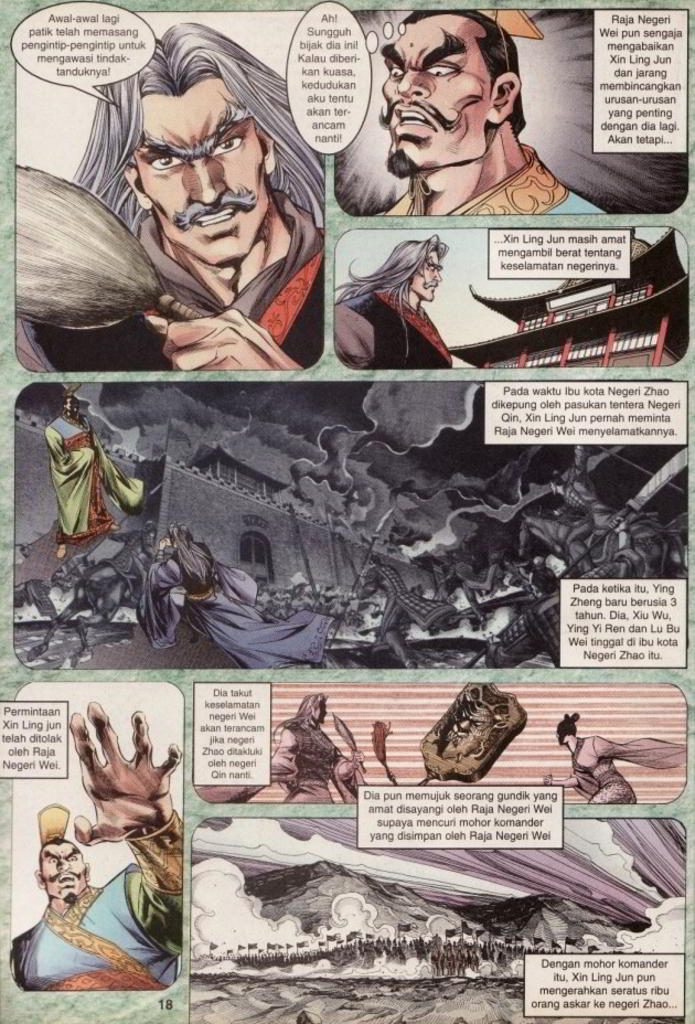 Awal-awal lagi
patik telah memasang
pengintip-pengintip untuk
mengawasi tindak-
tanduknya!
Ah!
Sungguh
bijak dia ini!
Kalau diberi-
kan kuasa,
kedudukan
aku tentu
akan ter-
ancam
nanti!
Raja Negeri
Wei pun sengaja
mengabaikan
Xin Ling Jun
dan jarang
membincangkan
urusan-urusan
yang penting
dengan dia lagi.
Akan tetapi...
...Xin Ling Jun masih amat
mengambil berat tentang
keselamatan negerinya.
Pada waktu Ibu kota Negeri Zhao
dikepung oleh pasukan tentera Negeri
Qin, Xin Ling Jun pernah meminta
Raja Negeri Wei menyelamatkannya.
Pada ketika itu, Ying
Zheng baru berusia 3
tahun. Dia, Xiu Wu,
Ying Yi Ren dan Lu Bu
Wei tinggal di ibu kota
Negeri Zhao itu.
Permintaan
Xin Ling jun
telah ditolak
oleh Raja
Negeri Wei.
Dia takut
keselamatan
negeri Wei
akan terancam
jika negeri
Zhao ditakluki
oleh negeri
Qin nanti.
Dia pun memujuk seorang gundik yang
amat disayangi oleh Raja Negeri Wei
supaya mencuri mohor komander
yang disimpan oleh Raja Negeri Wei
Dengan mohor komander
itu, Xin Ling Jun pun
mengerahkan seratus ribu
orang askar ke negeri Zhao...
18